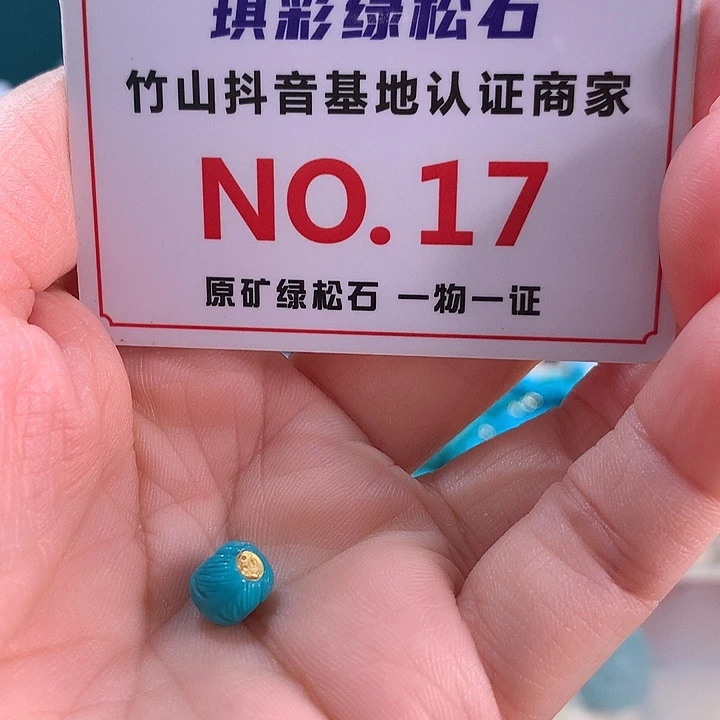 琪彩绿松石
竹山抖音基地认证商家
NO.17
原矿绿松石 一物一证